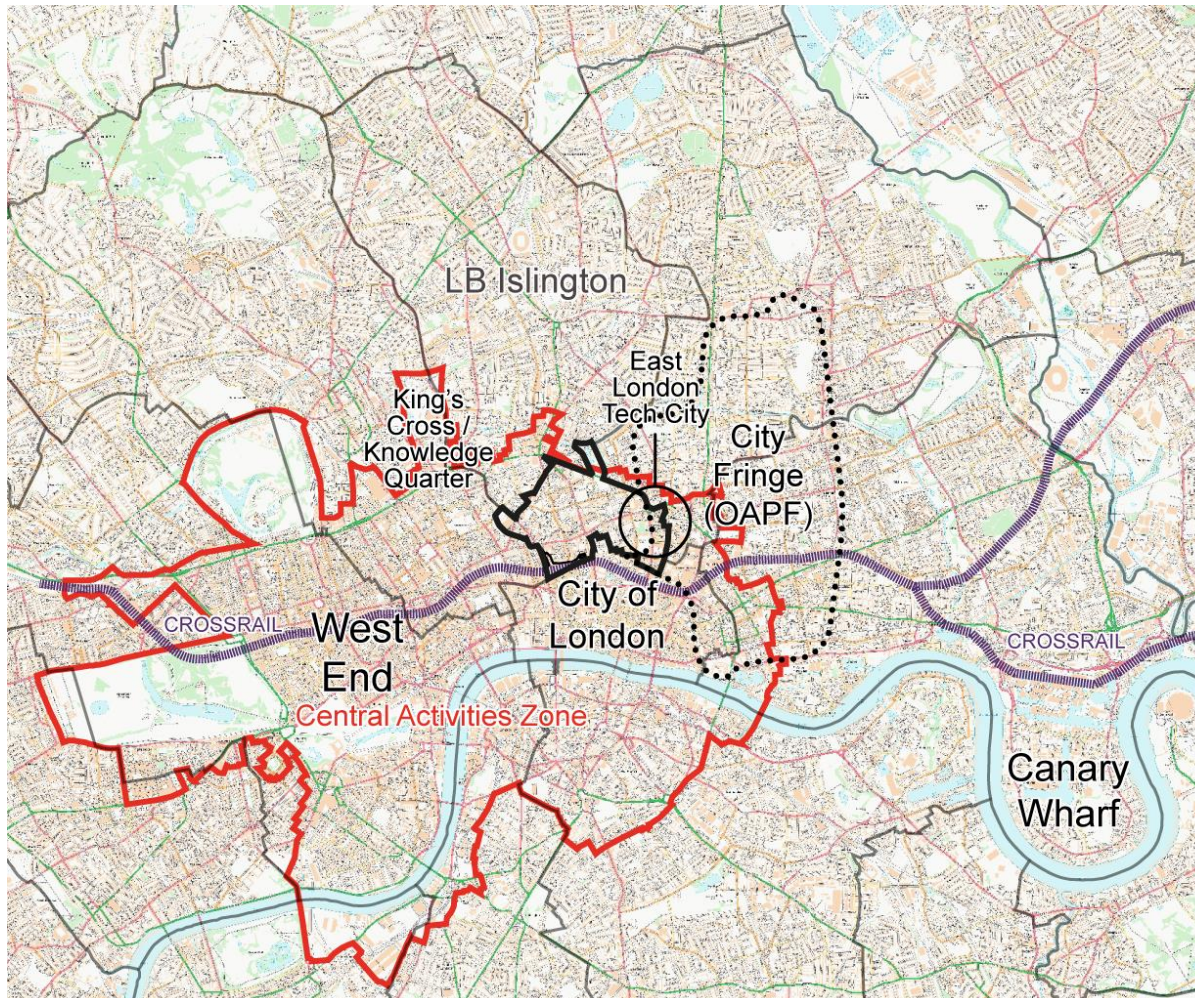 LB Islington
East
London
Tech City
King's
Cross /
Knowledge
Quarter
City
Fringe
(OAPF)
City of
London
CROSSRAIL
West
End
CROSSRAIL
Central Activities Zone
Canary
Wharf